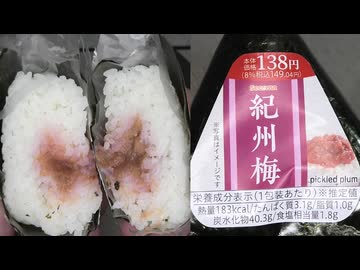 本体価格138円
(8%税込149.04円)
紀州梅
※写真はイメージです
pickled plum
栄養成分表示(1包装あたり)※推定値
熱量183kcal/たんぱく質3.1g/脂質1.0g
炭水化物40.3g/食塩相当量1.8g